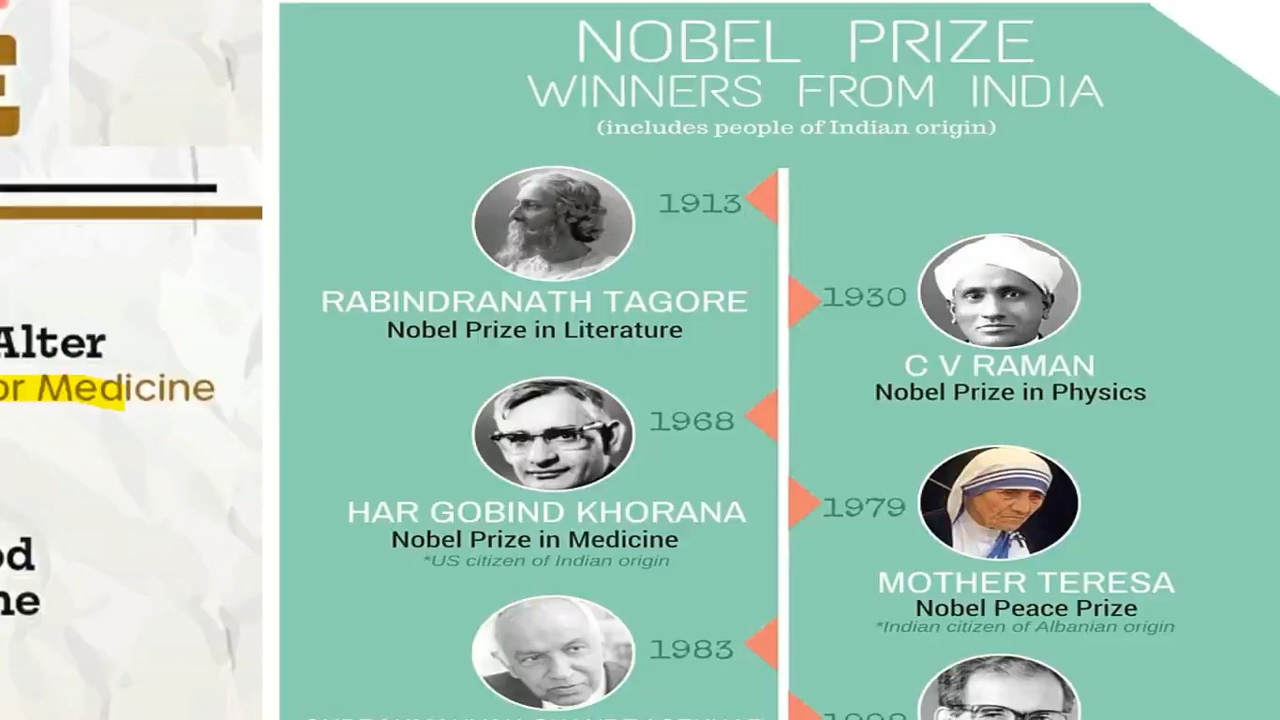 E
Alter
or Medicine
od
ne
NOBEL PRIZE
WINNERS FROM INDIA
(includes people of Indian origin)
1913
RABINDRANATH TAGORE
Nobel Prize in Literature
1930
C V RAMAN
Nobel Prize in Physics
1968
HAR GOBIND KHORANA
Nobel Prize in Medicine
*US citizen of Indian origin
1979
MOTHER TERESA
Nobel Peace Prize
*Indian citizen of Albanian origin
1983
1998